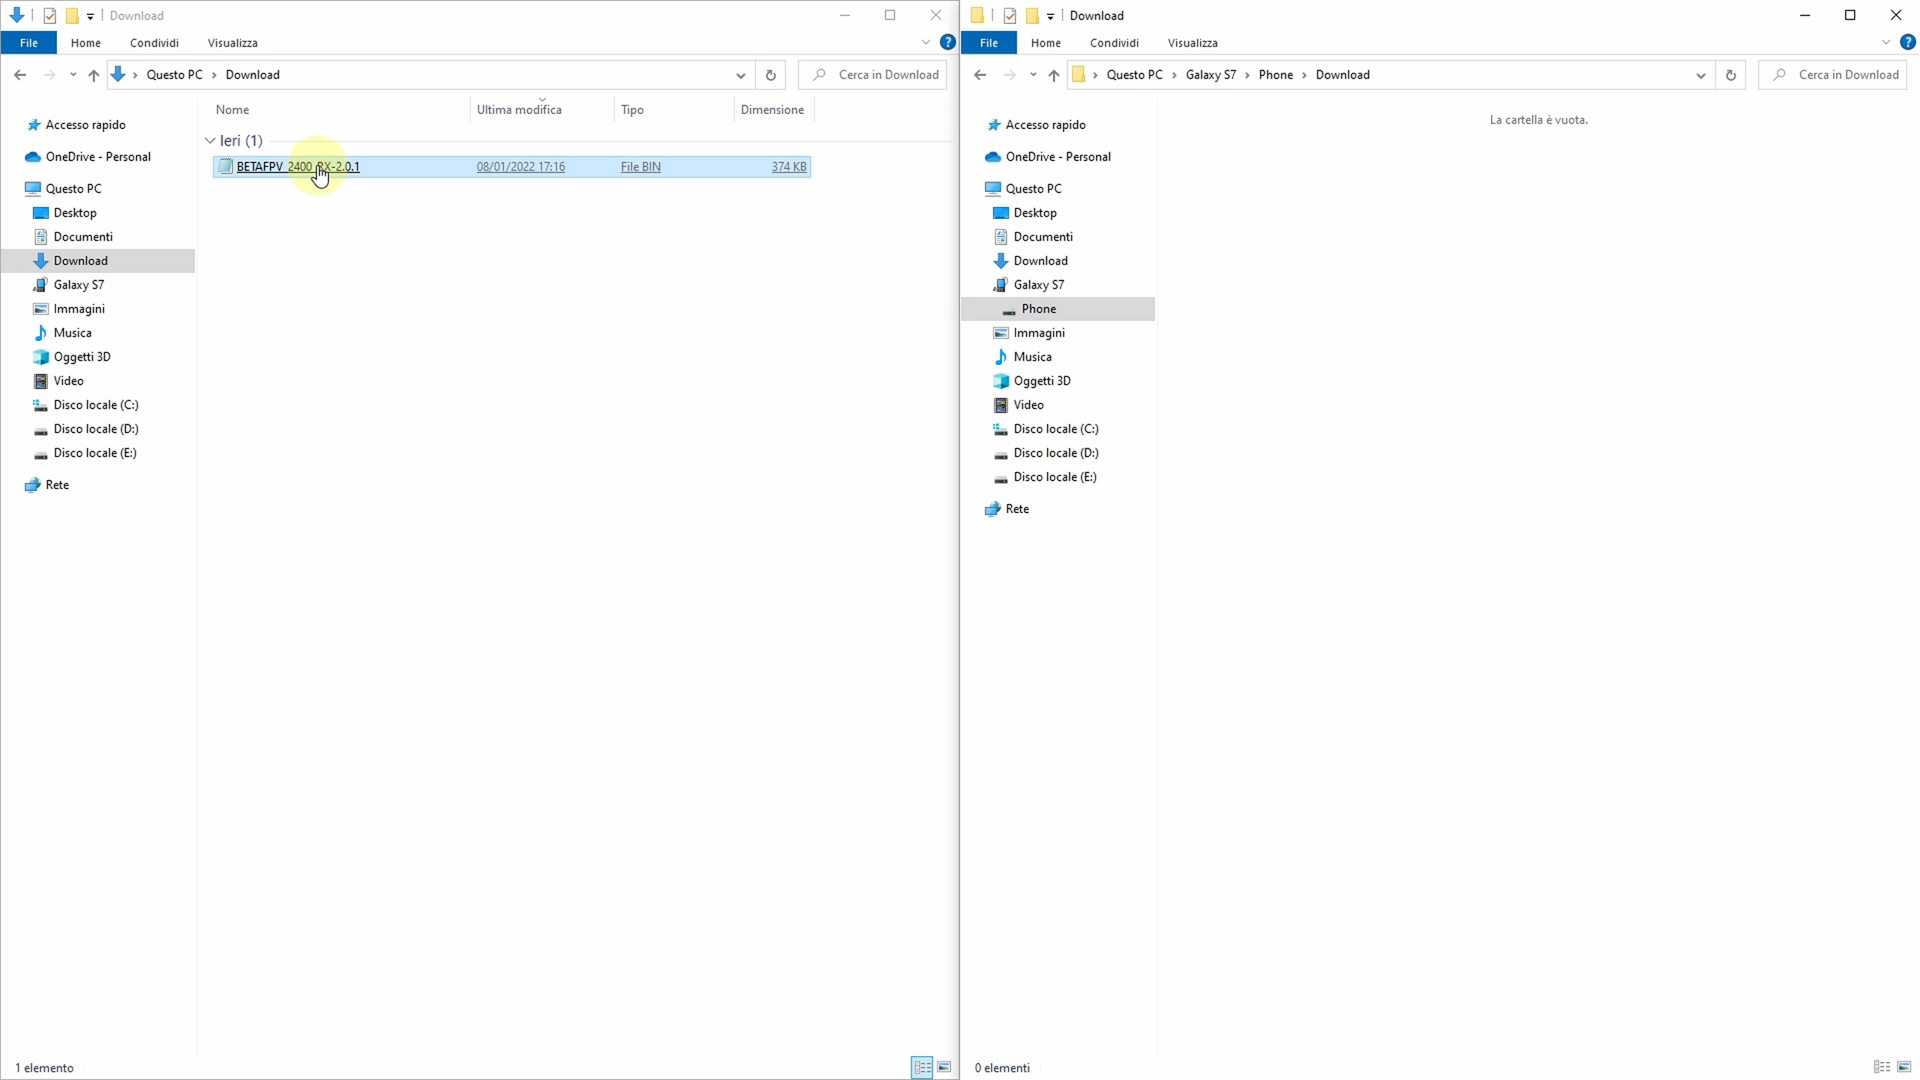 Download
File Home Condividi Visualizza
Questo PC Download
Cerca in Download
Nome Ultima modifica Tipo Dimensione
Ieri (1)
BETAFPV_2400_RX-2.0.1 08/01/2022 17:16 File BIN 374 KB
Accesso rapido
OneDrive - Personal
Questo PC
Desktop
Documenti
Download
Galaxy S7
Immagini
Musica
Oggetti 3D
Video
Disco locale (C:)
Disco locale (D:)
Disco locale (E:)
Rete
1 elemento
Download
File Home Condividi Visualizza
Questo PC Galaxy S7 Phone Download
Cerca in Download
La cartella è vuota.
Accesso rapido
OneDrive - Personal
Questo PC
Desktop
Documenti
Download
Galaxy S7
Phone
Immagini
Musica
Oggetti 3D
Video
Disco locale (C:)
Disco locale (D:)
Disco locale (E:)
Rete
0 elementi